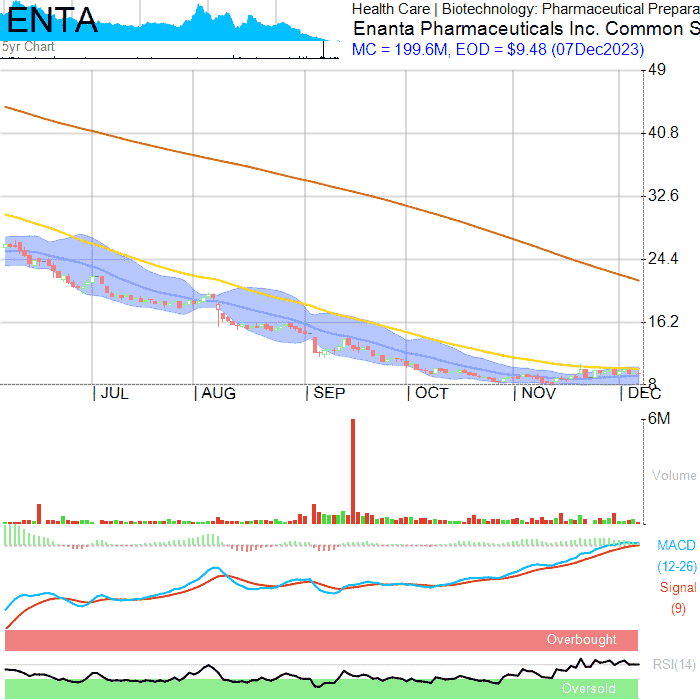 ENTA
5yr Chart
Health Care | Biotechnology: Pharmaceutical Prepara
Enanta Pharmaceuticals Inc. Common S
MC = 199.6M, EOD = $9.48 (07Dec2023)
49
40.8
32.6
24.4
16.2
8
| JUL | AUG | SEP | OCT | NOV | DEC
6M
Volume
MACD
(12-26)
Signal
(9)
Overbought
RSI(14)
Oversold